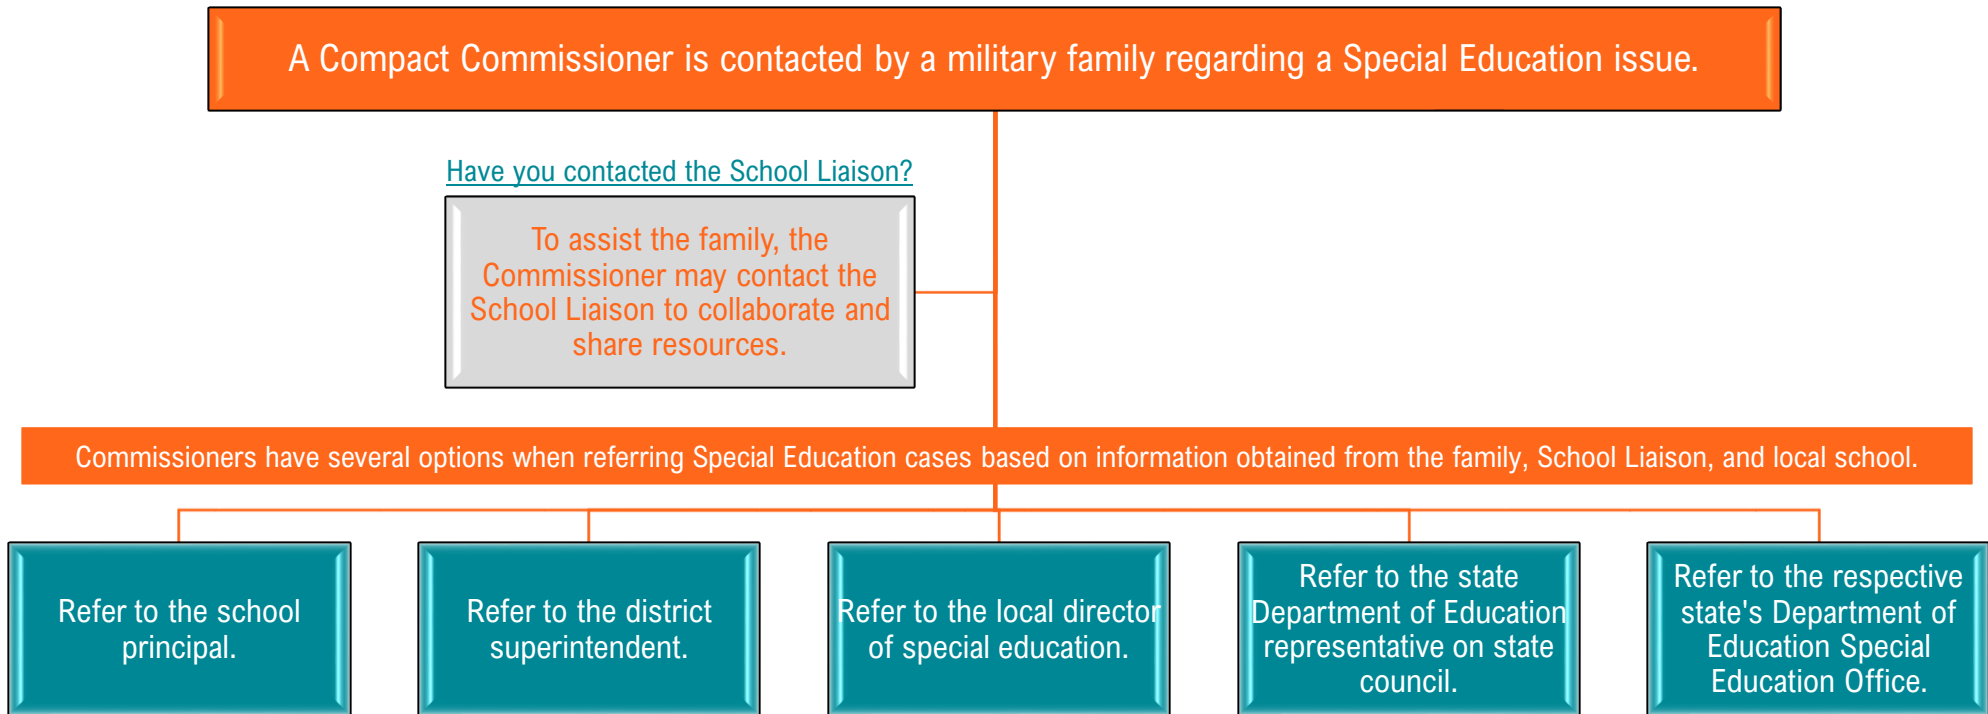 A Compact Commissioner is contacted by a military family regarding a Special Education issue.
Have you contacted the School Liaison?
To assist the family, the
Commissioner may contact the
School Liaison to collaborate and
share resources.
Commissioners have several options when referring Special Education cases based on information obtained from the family, School Liaison, and local school.
Refer to the school
principal.
Refer to the district
superintendent.
Refer to the local director
of special education.
Refer to the state
Department of Education
representative on state
council.
Refer to the respective
state's Department of
Education Special
Education Office.